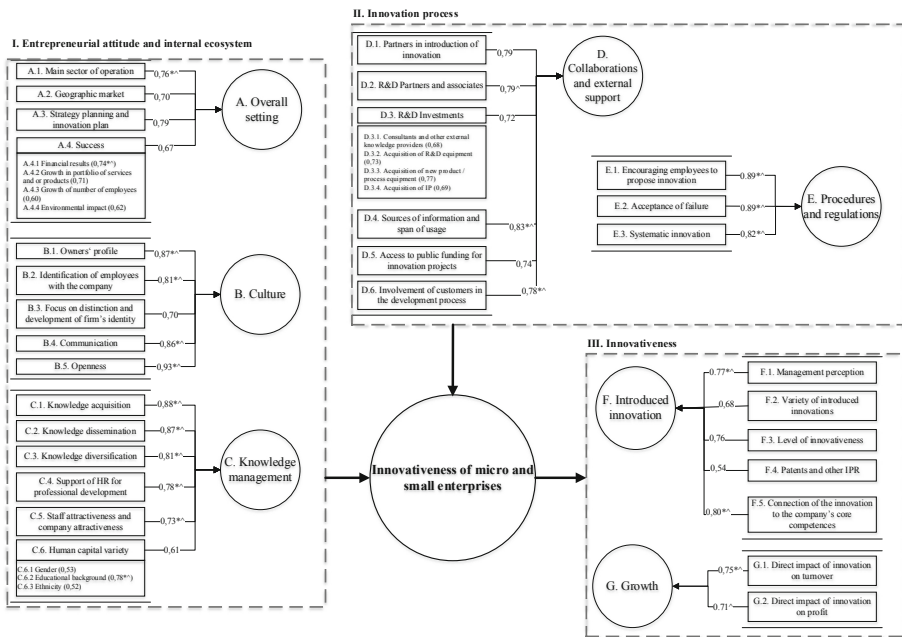 I. Entrepreneurial attitude and internal ecosystem
A.1. Main sector of operation
0,76*^
A.2. Geographic market
0,70
A.3. Strategy planning and
innovation plan
0,79
A.4. Success
0,67
A.4.1 Financial results (0,74*^)
A.4.2 Growth in portfolio of services
and or products (0,71)
A.4.3 Growth of number of employees
(0,60)
A.4.4 Environmental impact (0,62)
A. Overall
setting
B.1. Owners' profile
0,87*^
B.2. Identification of employees
with the company
0,81*^
B.3. Focus on distinction and
development of firm's identity
0,70
B.4. Communication
0,86*^
B.5. Openness
0,93*^
B. Culture
C.1. Knowledge acquisition
0,88*^
C.2. Knowledge dissemination
0,87*^
C.3. Knowledge diversification
0,81*^
C.4. Support of HR for
professional development
0,78*^
C.5. Staff attractiveness and
company attractiveness
0,73*^
C.6. Human capital variety
0,61
C.6.1 Gender (0,53)
C.6.2 Educational background (0,78*^)
C.6.3 Ethnicity (0,52)
C. Knowledge
management
II. Innovation process
D.1. Partners in introduction of
innovation
0,79
D.2. R&D Partners and associates
0,79^
D.3. R&D Investments
0,72
D.3.1. Consultants and other external
knowledge providers (0,68)
D.3.2. Acquisition of R&D equipment
(0,73)
D.3.3. Acquisition of new product /
process equipment (0,77)
D.3.4. Acquisition of IP (0,69)
D.4. Sources of information and
span of usage
0,83*^
D.5. Access to public funding for
innovation projects
0,74
D.6. Involvement of customers in
the development process
0,78*^
D.
Collaborations
and external
support
E.1. Encouraging employees to
propose innovation
0.89*^
E.2. Acceptance of failure
0.89*^
E.3. Systematic innovation
0,82*^
E. Procedures
and regulations
Innovativeness of micro and
small enterprises
III. Innovativeness
F. Introduced
innovation
0.77*^
F.1. Management perception
0,68
F.2. Variety of introduced
innovations
0,76
F.3. Level of innovativeness
0,54
F.4. Patents and other IPR
0,80*^
F.5. Connection of the innovation
to the company's core
competences
G. Growth
0,75*^
G.1. Direct impact of innovation
on turnover
0.71^
G.2. Direct impact of innovation
on profit